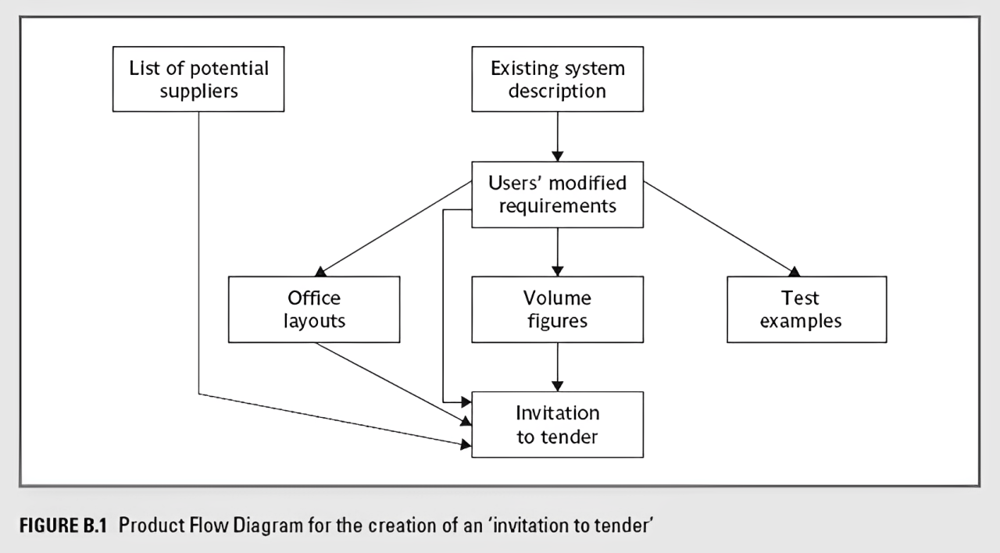 List of potential
suppliers
Existing system
description
Users’ modified
requirements
Office
layouts
Volume
figures
Test
examples
Invitation
to tender
FIGURE B.1 Product Flow Diagram for the creation of an ‘invitation to tender’